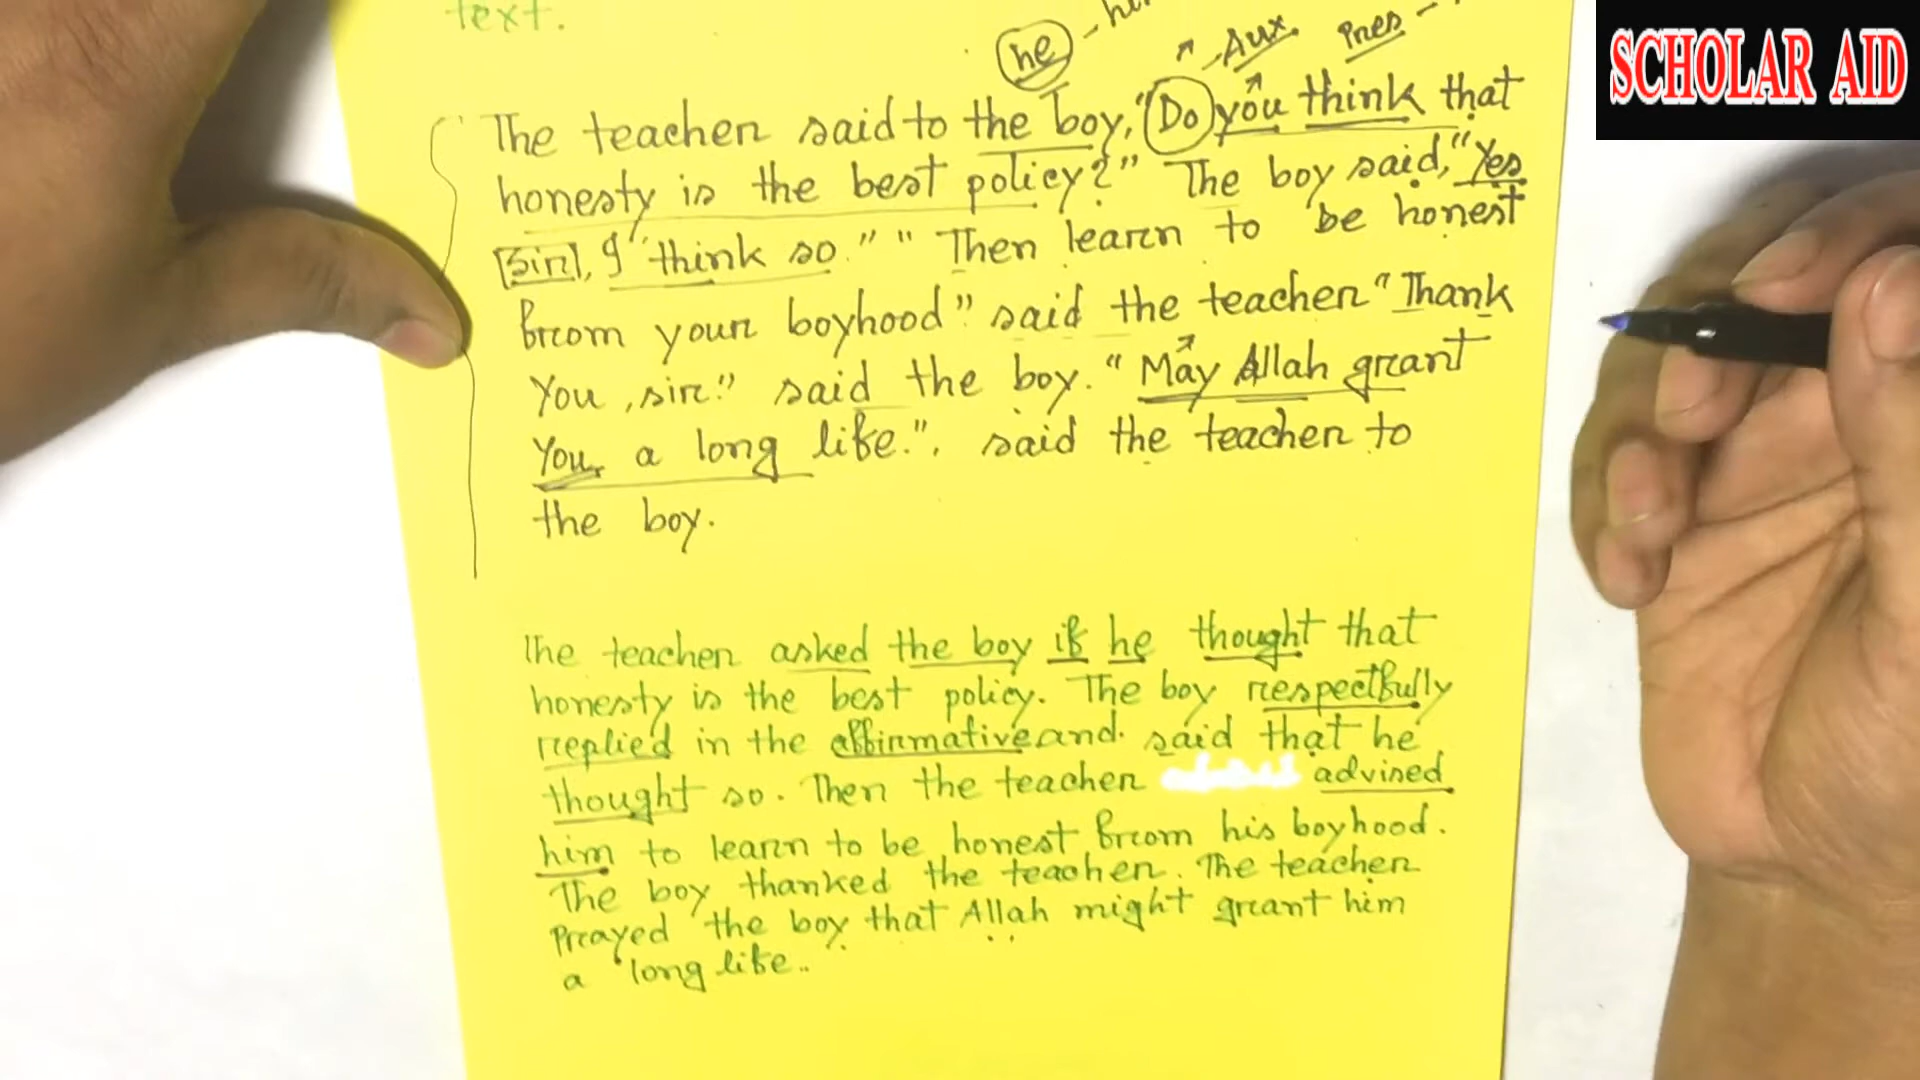 text.
SCHOLAR AID
he
Aux.
Pres -
The teacher said to the boy, "Do you think that
honesty is the best policy?" The boy said, "Yes
[Sir], I think so." " Then learn to be honest
from your boyhood" said the teacher "Thank
You, sir." said the boy. "May Allah grant
You a long life.", said the teacher to
the boy.
The teacher asked the boy if he thought that
honesty is the best policy. The boy respectfully
replied in the affirmative and. said that he
thought so. Then the teacher advised
him to learn to be honest from his boyhood.
The boy thanked the teacher. The teacher
Prayed the boy that Allah might grant him
a long life..